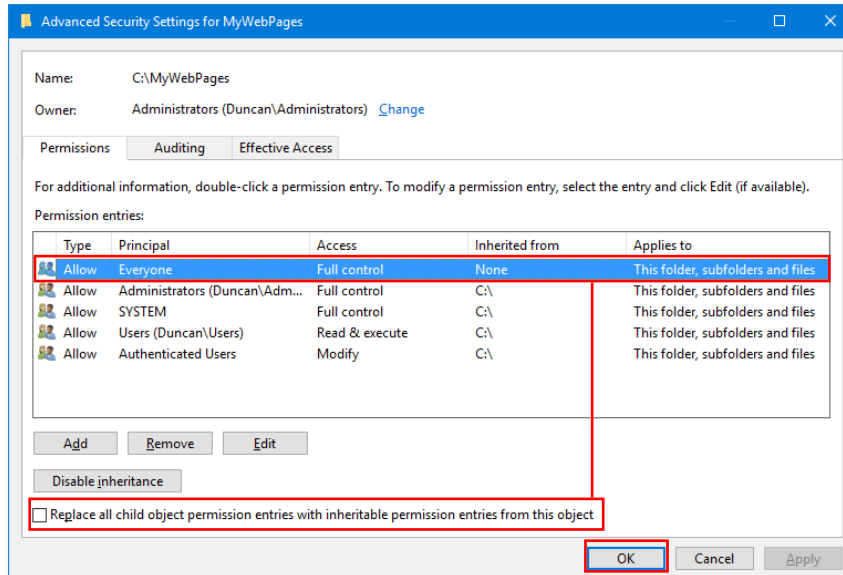 Advanced Security Settings for MyWebPages
Name: C:\MyWebPages
Owner: Administrators (Duncan\Administrators) Change
Permissions Auditing Effective Access
For additional information, double-click a permission entry. To modify a permission entry, select the entry and click Edit (if available).
Permission entries:
Type Principal Access Inherited from Applies to
Allow Everyone Full control None This folder, subfolders and files
Allow Administrators (Duncan\Adm... Full control C:\ This folder, subfolders and files
Allow SYSTEM Full control C:\ This folder, subfolders and files
Allow Users (Duncan\Users) Read & execute C:\ This folder, subfolders and files
Allow Authenticated Users Modify C:\ This folder, subfolders and files
Add Remove Edit
Disable inheritance
Replace all child object permission entries with inheritable permission entries from this object
OK Cancel Apply